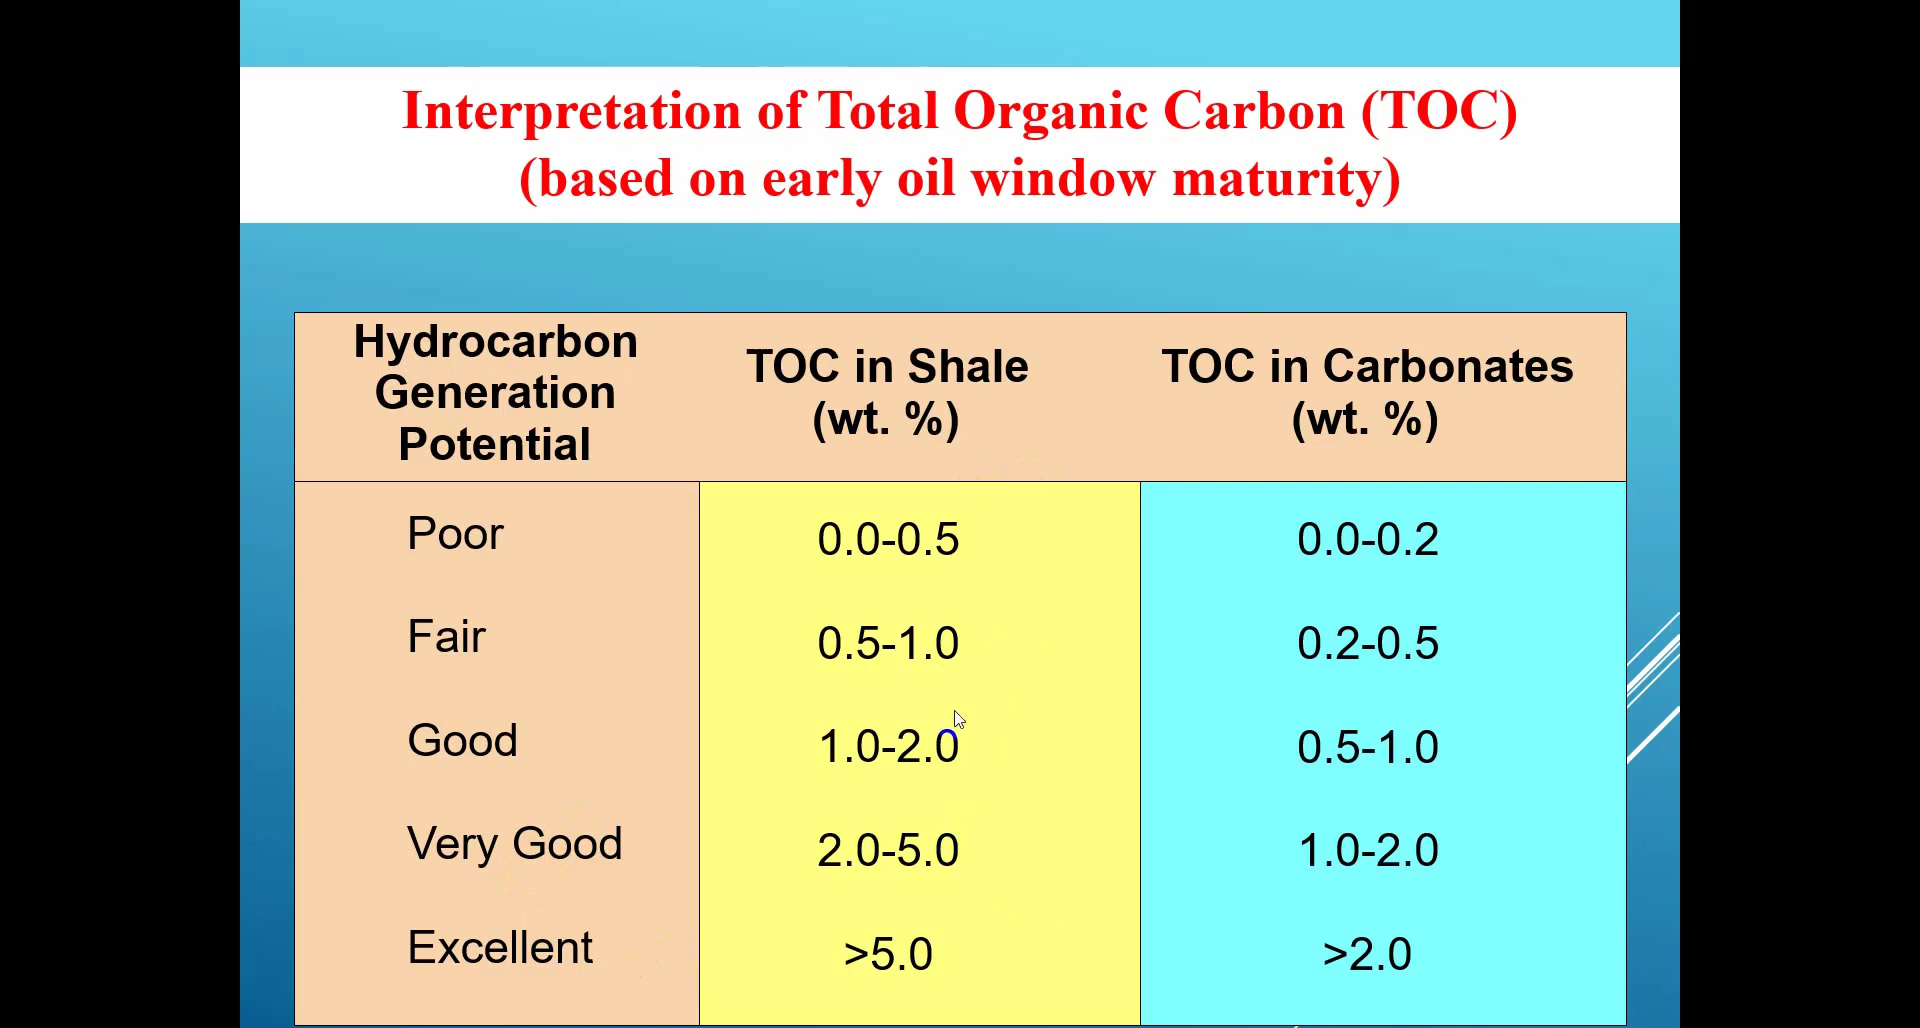 Interpretation of Total Organic Carbon (TOC)
(based on early oil window maturity)
Hydrocarbon
Generation
Potential
TOC in Shale
(wt. %)
TOC in Carbonates
(wt. %)
Poor 0.0-0.5 0.0-0.2
Fair 0.5-1.0 0.2-0.5
Good 1.0-2.0 0.5-1.0
Very Good 2.0-5.0 1.0-2.0
Excellent >5.0 >2.0